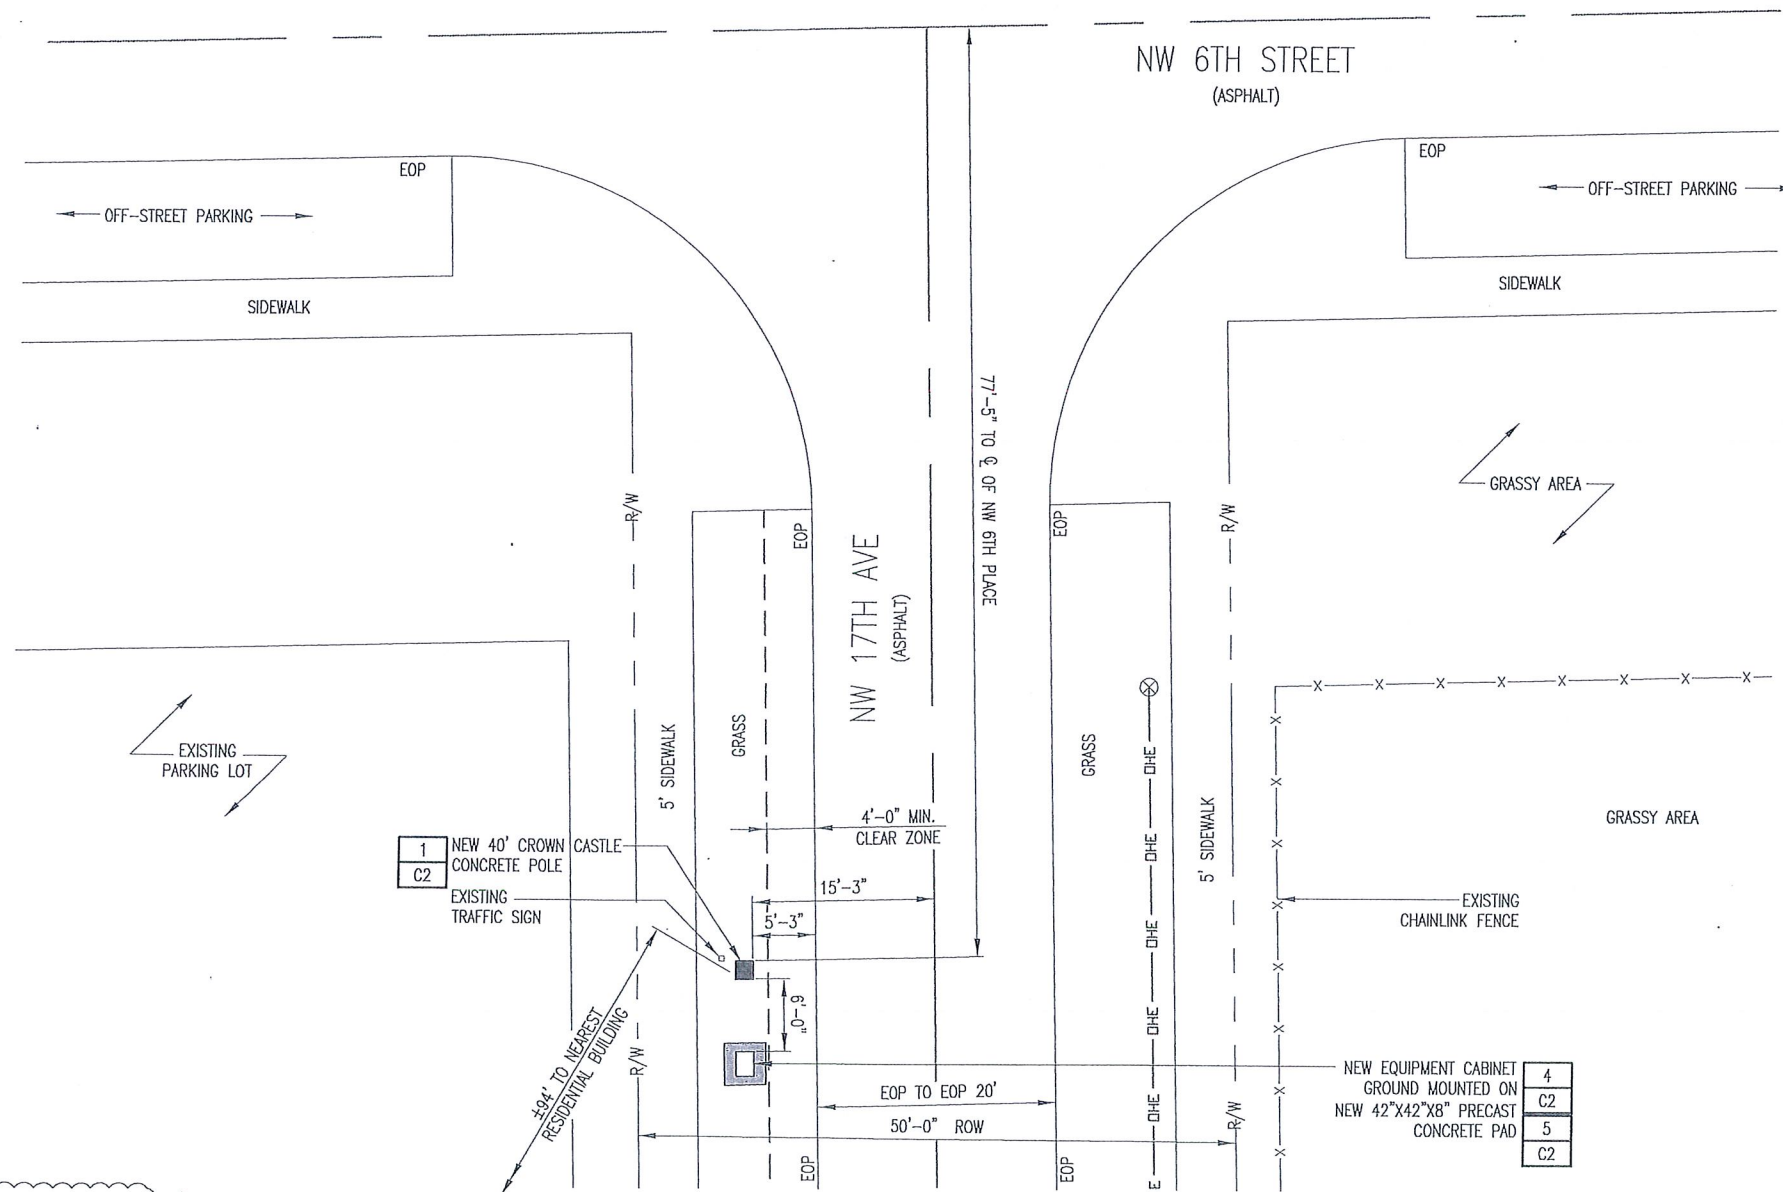 NW 6TH STREET
(ASPHALT)
EOP
EOP
OFF-STREET PARKING
OFF-STREET PARKING
SIDEWALK
SIDEWALK
77'-5" TO ℄ OF NW 6TH PLACE
R/W
R/W
EOP
EOP
NW 17TH AVE
(ASPHALT)
GRASSY AREA
EXISTING
PARKING LOT
5' SIDEWALK
GRASS
GRASS
OHE
OHE
OHE
OHE
OHE
E
5' SIDEWALK
X X X X X X X X
X
X
X
X
X
X
X
X
GRASSY AREA
4'-0" MIN.
CLEAR ZONE
1
C2
NEW 40' CROWN CASTLE
CONCRETE POLE
EXISTING
TRAFFIC SIGN
15'-3"
5'-3"
6'-0"
EXISTING
CHAINLINK FENCE
±94' TO NEAREST
RESIDENTIAL BUILDING
R/W
R/W
EOP TO EOP 20'
50'-0" ROW
EOP
EOP
NEW EQUIPMENT CABINET
GROUND MOUNTED ON
NEW 42"X42"X8" PRECAST
CONCRETE PAD
4
C2
5
C2